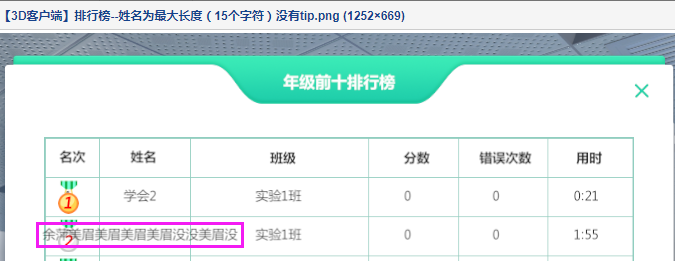 【3D客户端】排行榜--姓名为最大长度（15个字符）没有tip.png (1252×669)
年级前十排行榜
名次 姓名 班级 分数 错误次数 用时
1 学会2 实验1班 0 0 0:21
2 余 美眉美眉美眉美眉没没美眉没 实验1班 0 0 1:55